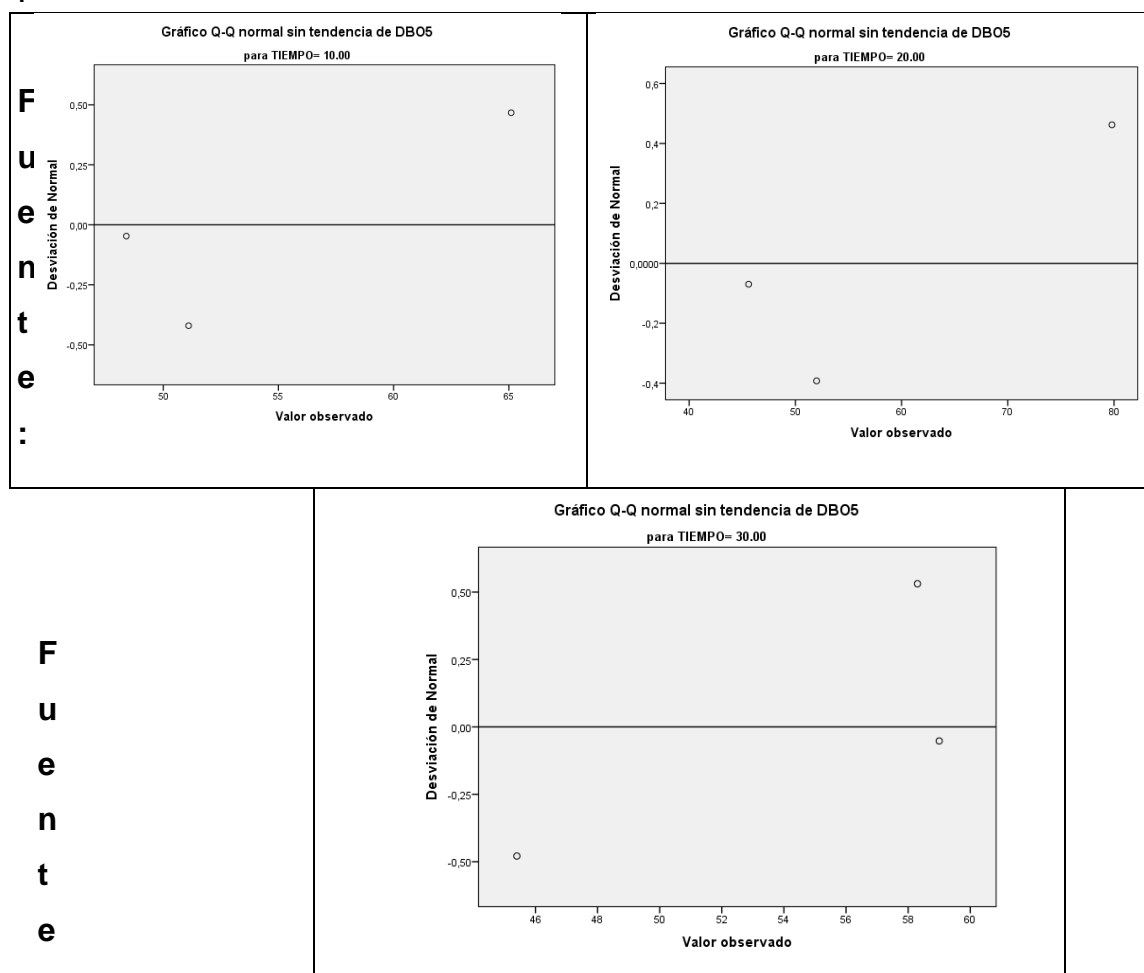 Gráfico Q-Q normal sin tendencia de DBO5
para TIEMPO= 10.00
Desviación de Normal
0,50
0,25
0,00
-0,25
-0,50
50 55 60 65
Valor observado
Gráfico Q-Q normal sin tendencia de DBO5
para TIEMPO= 20.00
Desviación de Normal
0,6
0,4
0,2
0,0000
-0,2
-0,4
40 50 60 70 80
Valor observado
F
u
e
n
t
e
:
Gráfico Q-Q normal sin tendencia de DBO5
para TIEMPO= 30.00
Desviación de Normal
0,50
0,25
0,00
-0,25
-0,50
46 48 50 52 54 56 58 60
Valor observado
F
u
e
n
t
e